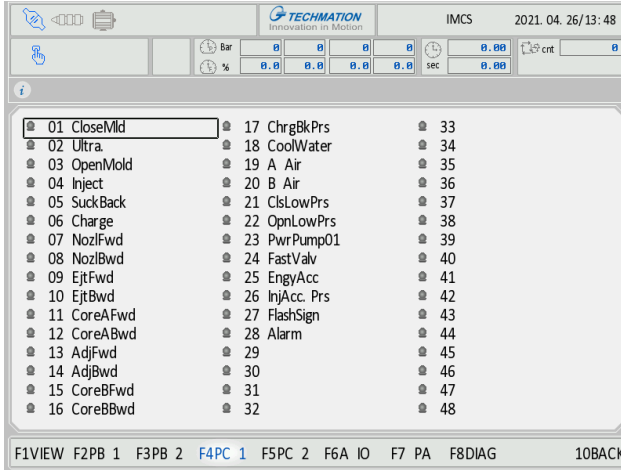 TECHMATION
Innovation in Motion
IMCS
2021. 04. 26/13: 48
Bar 0 0 0 0 0.00 cnt 0
% 0.0 0.0 0.0 0.0 sec 0.00
i
01 CloseMld
02 Ultra.
03 OpenMold
04 Inject
05 SuckBack
06 Charge
07 NozlFwd
08 NozlBwd
09 EjtFwd
10 EjtBwd
11 CoreAFwd
12 CoreABwd
13 AdjFwd
14 AdjBwd
15 CoreBFwd
16 CoreBBwd
17 ChrgBkPrs
18 CoolWater
19 A Air
20 B Air
21 ClsLowPrs
22 OpnLowPrs
23 PwrPump01
24 FastValv
25 EngyAcc
26 InjAcc. Prs
27 FlashSign
28 Alarm
29
30
31
32
33
34
35
36
37
38
39
40
41
42
43
44
45
46
47
48
F1VIEW F2PB 1 F3PB 2 F4PC 1 F5PC 2 F6A IO F7 PA F8DIAG 10BACK